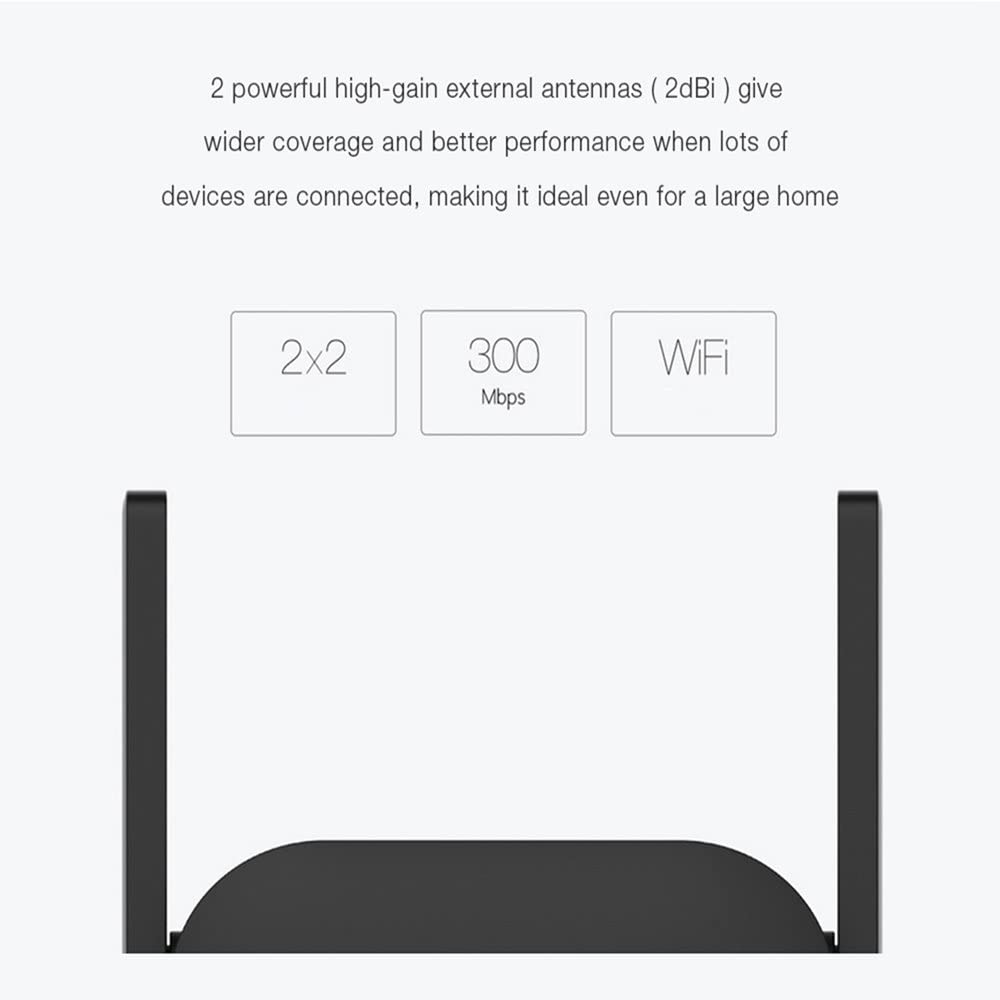 2 powerful high-gain external antennas ( 2dBi ) give
wider coverage and better performance when lots of
devices are connected, making it ideal even for a large home
2x2
300
Mbps
WiFi